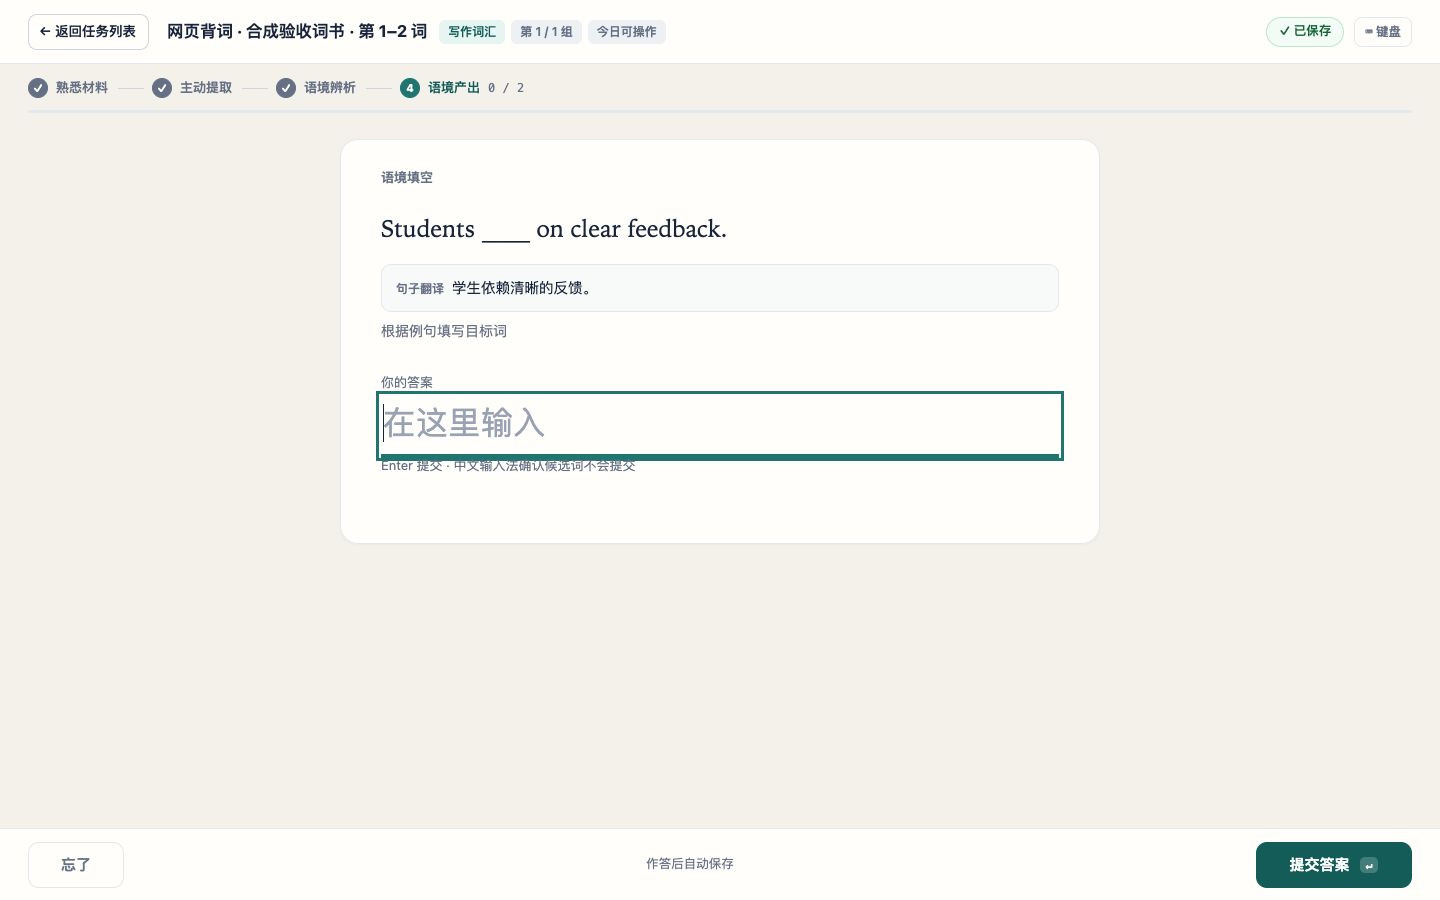 ← 返回任务列表 网页背词 · 合成验收词书 · 第 1–2 词 写作词汇 第 1 / 1 组 今日可操作 ✓ 已保存 ⌨ 键盘
✓ 熟悉材料 ✓ 主动提取 ✓ 语境辨析 4 语境产出 0 / 2
语境填空
Students ____ on clear feedback.
句子翻译 学生依赖清晰的反馈。
根据例句填写目标词
你的答案
在这里输入
Enter 提交 · 中文输入法确认候选词不会提交
忘了 作答后自动保存 提交答案 ↵